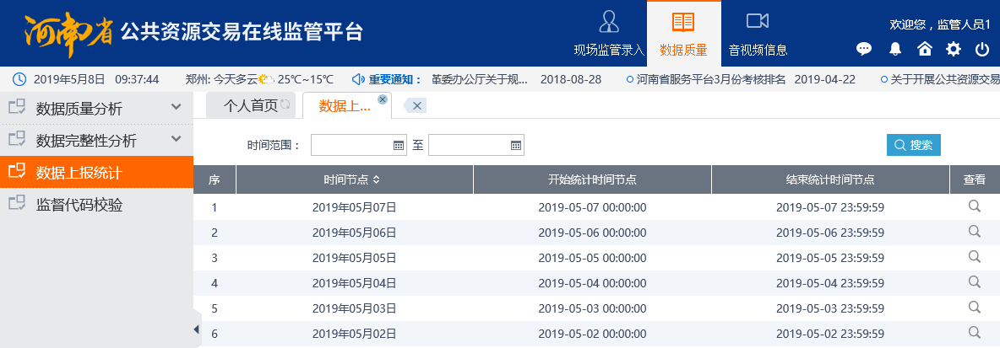 河南省 公共资源交易在线监管平台
现场监管录入 数据质量 音视频信息
欢迎您，监管人员1
2019年5月8日 09:37:44 郑州: 今天多云 25℃~15℃ 重要通知： 革委办公厅关于规... 2018-08-28 河南省服务平台3月份考核排名 2019-04-22 关于开展公共资源交易
数据质量分析
数据完整性分析
数据上报统计
监督代码校验
个人首页 数据上...
时间范围： 至 搜索
序 时间节点 开始统计时间节点 结束统计时间节点 查看
1 2019年05月07日 2019-05-07 00:00:00 2019-05-07 23:59:59
2 2019年05月06日 2019-05-06 00:00:00 2019-05-06 23:59:59
3 2019年05月05日 2019-05-05 00:00:00 2019-05-05 23:59:59
4 2019年05月04日 2019-05-04 00:00:00 2019-05-04 23:59:59
5 2019年05月03日 2019-05-03 00:00:00 2019-05-03 23:59:59
6 2019年05月02日 2019-05-02 00:00:00 2019-05-02 23:59:59